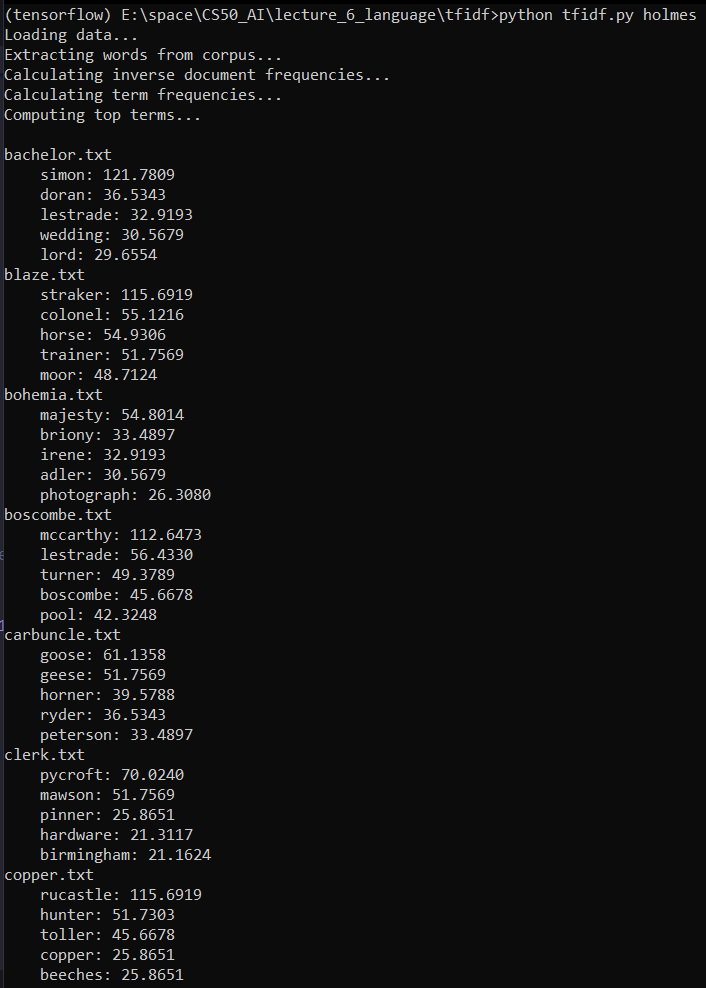 (tensorflow) E:\space\CS50_AI\lecture_6_language\tfidf>python tfidf.py holmes
Loading data...
Extracting words from corpus...
Calculating inverse document frequencies...
Calculating term frequencies...
Computing top terms...

bachelor.txt
    simon: 121.7809
    doran: 36.5343
    lestrade: 32.9193
    wedding: 30.5679
    lord: 29.6554
blaze.txt
    straker: 115.6919
    colonel: 55.1216
    horse: 54.9306
    trainer: 51.7569
    moor: 48.7124
bohemia.txt
    majesty: 54.8014
    briony: 33.4897
    irene: 32.9193
    adler: 30.5679
    photograph: 26.3080
boscombe.txt
    mccarthy: 112.6473
    lestrade: 56.4330
    turner: 49.3789
    boscombe: 45.6678
    pool: 42.3248
carbuncle.txt
    goose: 61.1358
    geese: 51.7569
    horner: 39.5788
    ryder: 36.5343
    peterson: 33.4897
clerk.txt
    pycroft: 70.0240
    mawson: 51.7569
    pinner: 25.8651
    hardware: 21.3117
    birmingham: 21.1624
copper.txt
    rucastle: 115.6919
    hunter: 51.7303
    toller: 45.6678
    copper: 25.8651
    beeches: 25.8651